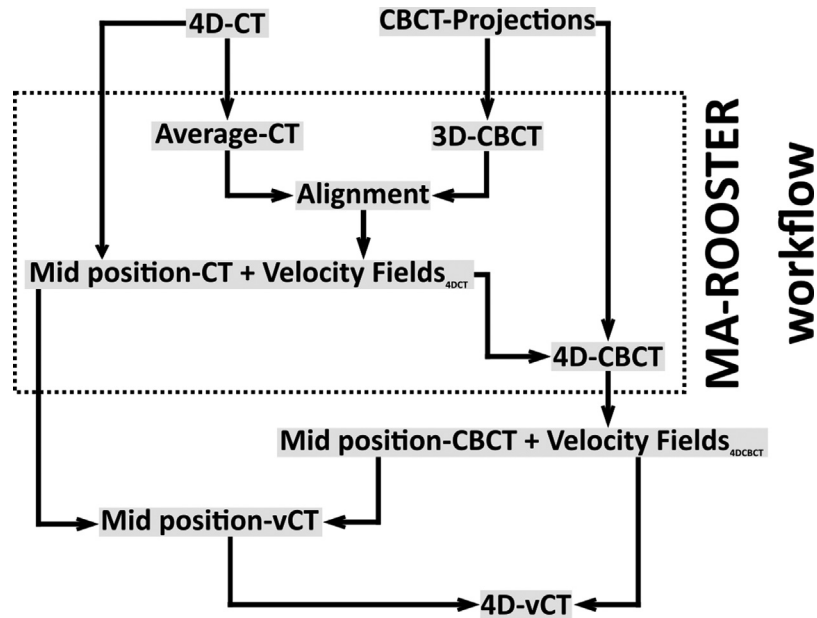 4D-CT
CBCT-Projections
Average-CT
3D-CBCT
Alignment
Mid position-CT + Velocity Fields4DCT
4D-CBCT
MA-ROOSTER
workflow
Mid position-CBCT + Velocity Fields4DCBCT
Mid position-vCT
4D-vCT